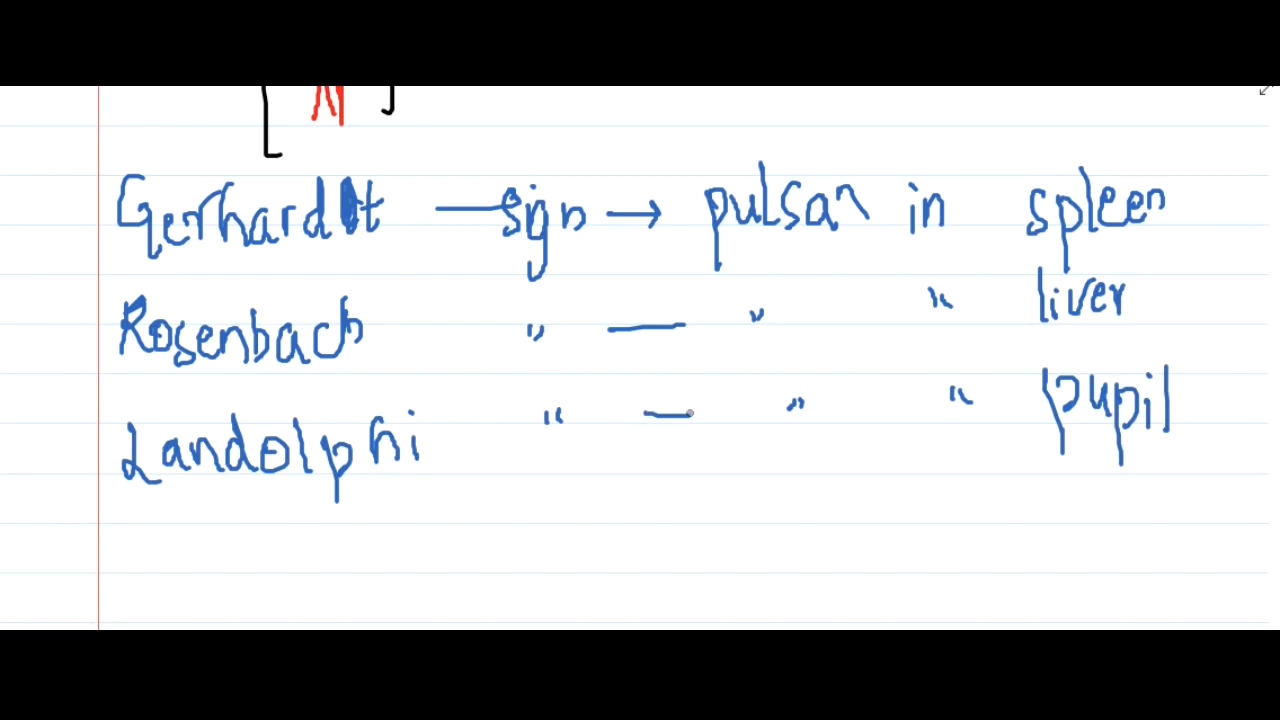 Gerhardt — sign → pulsan in spleen
Rosenbach " — " " liver
Landolphi " — " " pupil